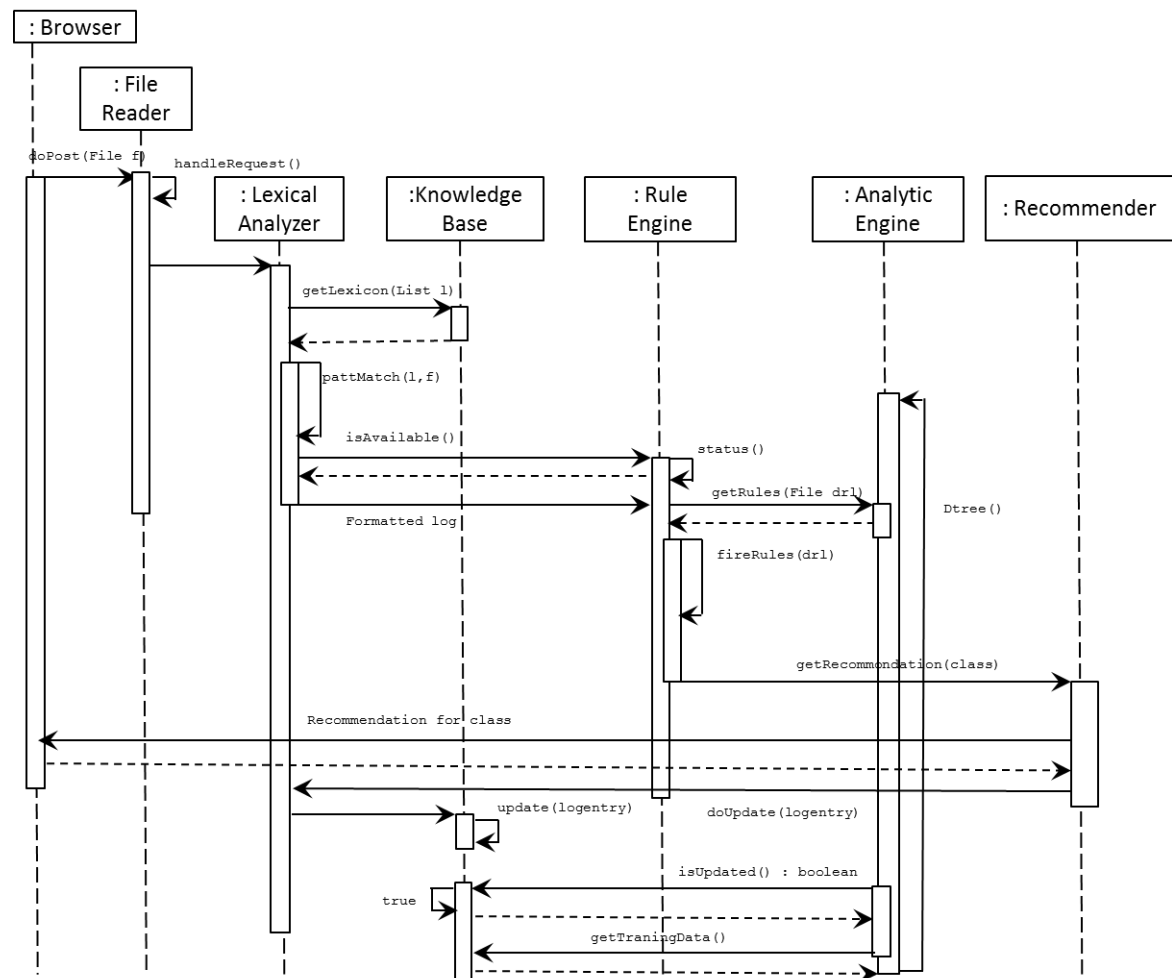 : Browser
: File
Reader
doPost(File f)
handleRequest()
: Lexical
Analyzer
:Knowledge
Base
: Rule
Engine
: Analytic
Engine
: Recommender
getLexicon(List l)
pattMatch(l,f)
isAvailable()
status()
getRules(File drl)
Dtree()
Formatted log
fireRules(drl)
getRecommondation(class)
Recommendation for class
update(logentry)
doUpdate(logentry)
isUpdated() : boolean
true
getTraningData()